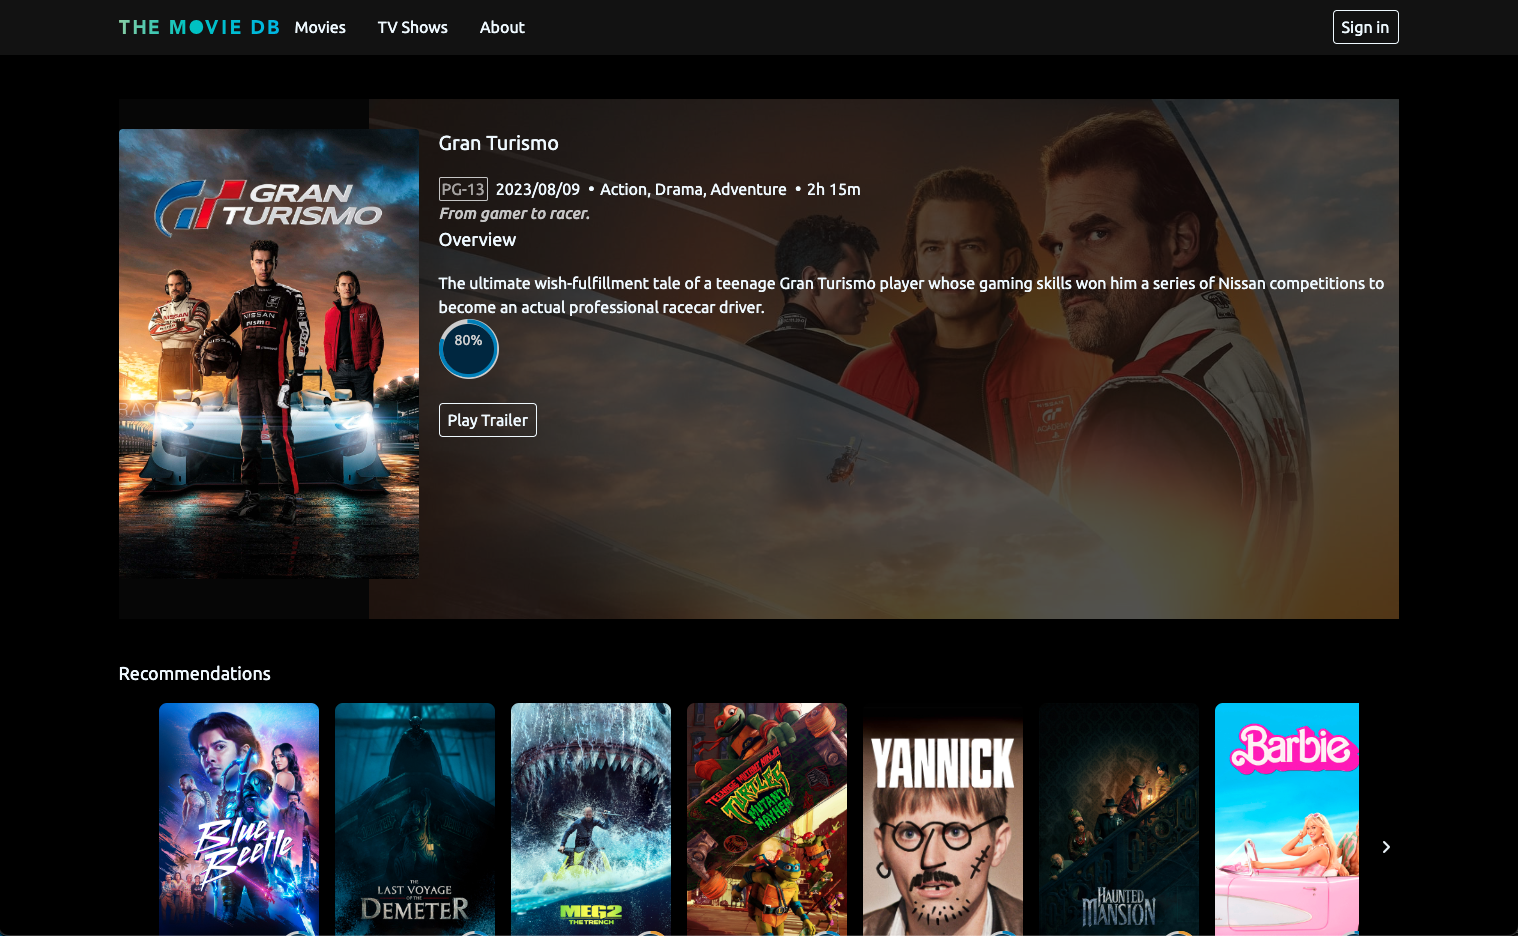 THE MOVIE DB
Movies
TV Shows
About
Sign in
GRAN
TURISMO
NISSAN
nismo
Gran Turismo
PG-13 2023/08/09 • Action, Drama, Adventure • 2h 15m
From gamer to racer.
Overview
The ultimate wish-fulfillment tale of a teenage Gran Turismo player whose gaming skills won him a series of Nissan competitions to
become an actual professional racecar driver.
80%
Play Trailer
GT
ACADEMY
Recommendations
Blue
Beetle
THE
LAST VOYAGE
OF THE
DEMETER
MEG2
THE TRENCH
TEENAGE MUTANT NINJA
TURTLES
MUTANT
MAYHEM
YANNICK
HAUNTED
MANSION
Barbie